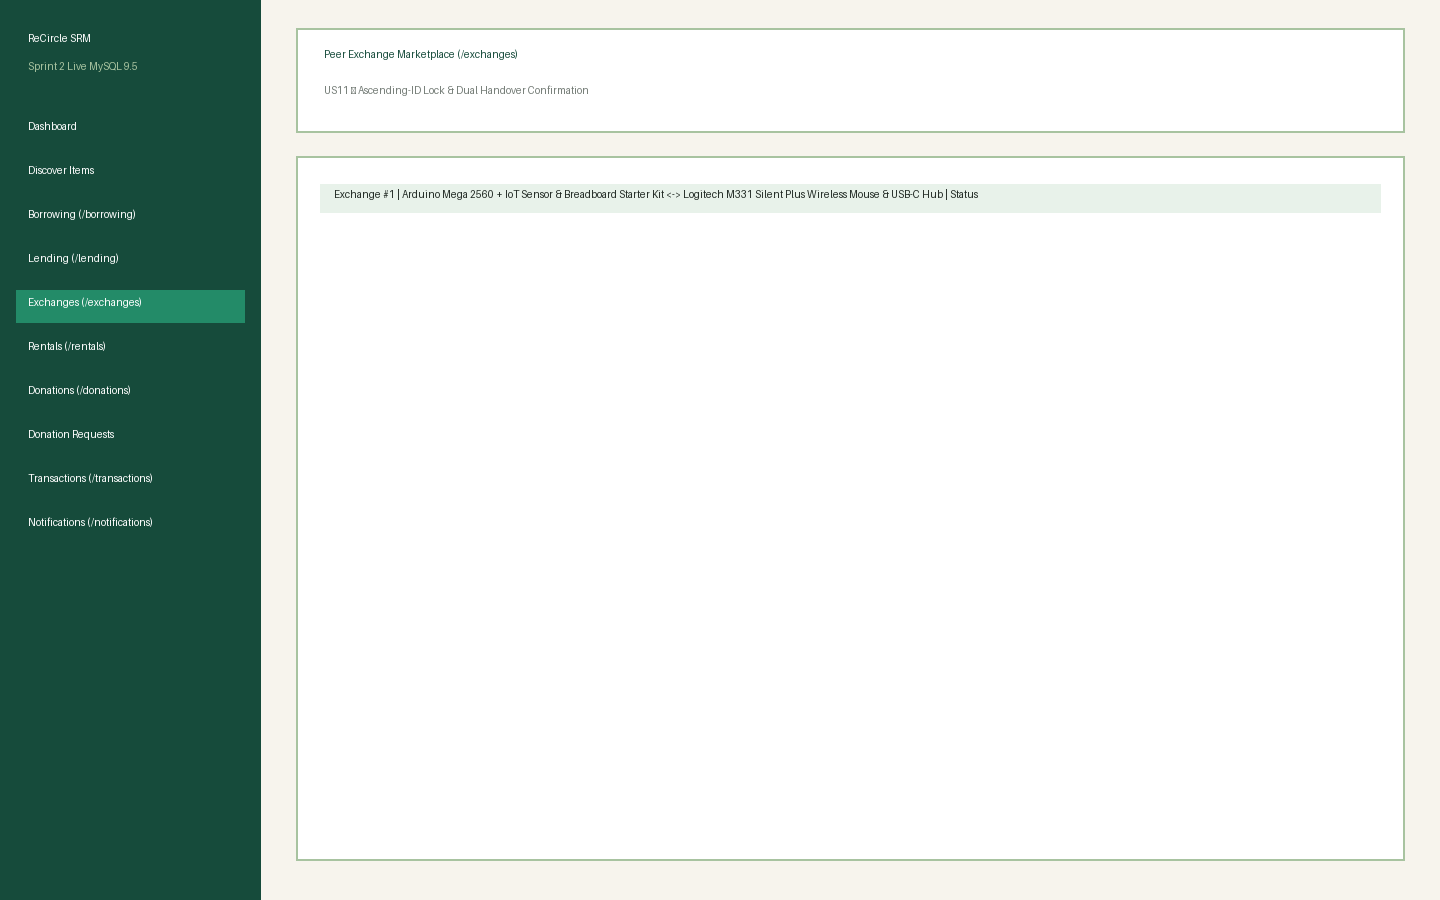 ReCircle SRM
Sprint 2 Live MySQL 9.5
Dashboard
Discover Items
Borrowing (/borrowing)
Lending (/lending)
Exchanges (/exchanges)
Rentals (/rentals)
Donations (/donations)
Donation Requests
Transactions (/transactions)
Notifications (/notifications)
Peer Exchange Marketplace (/exchanges)
US11 Ascending-ID Lock & Dual Handover Confirmation
Exchange #1 | Arduino Mega 2560 + IoT Sensor & Breadboard Starter Kit <-> Logitech M331 Silent Plus Wireless Mouse & USB-C Hub | Status